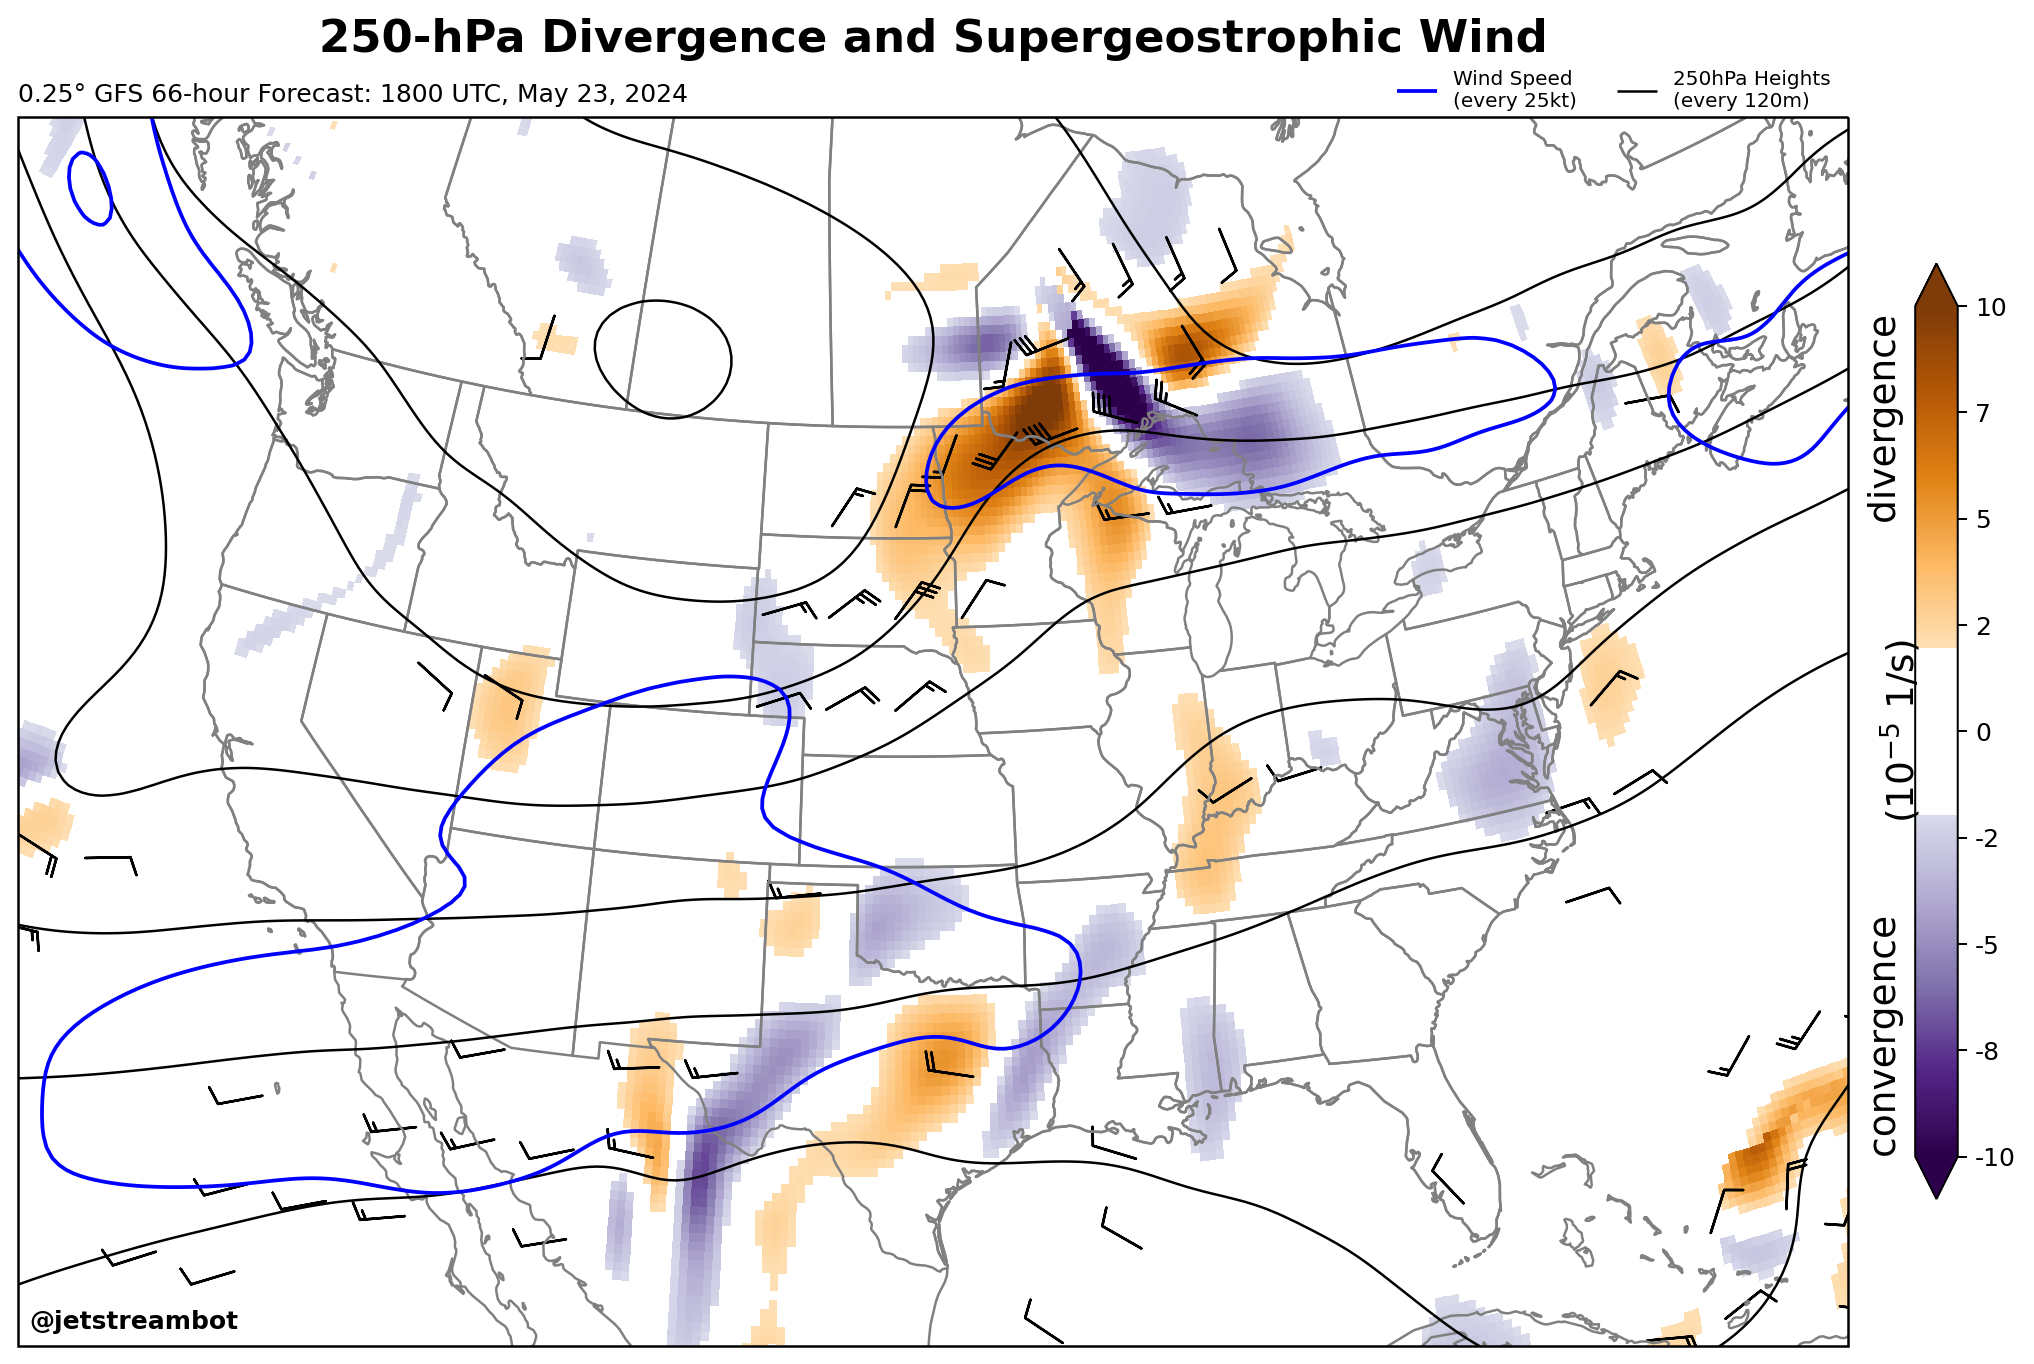 250-hPa Divergence and Supergeostrophic Wind
0.25° GFS 66-hour Forecast: 1800 UTC, May 23, 2024
Wind Speed
(every 25kt)
250hPa Heights
(every 120m)
10
7
5
2
0
-2
-5
-8
-10
convergence (10⁻⁵ 1/s) divergence
@jetstreambot